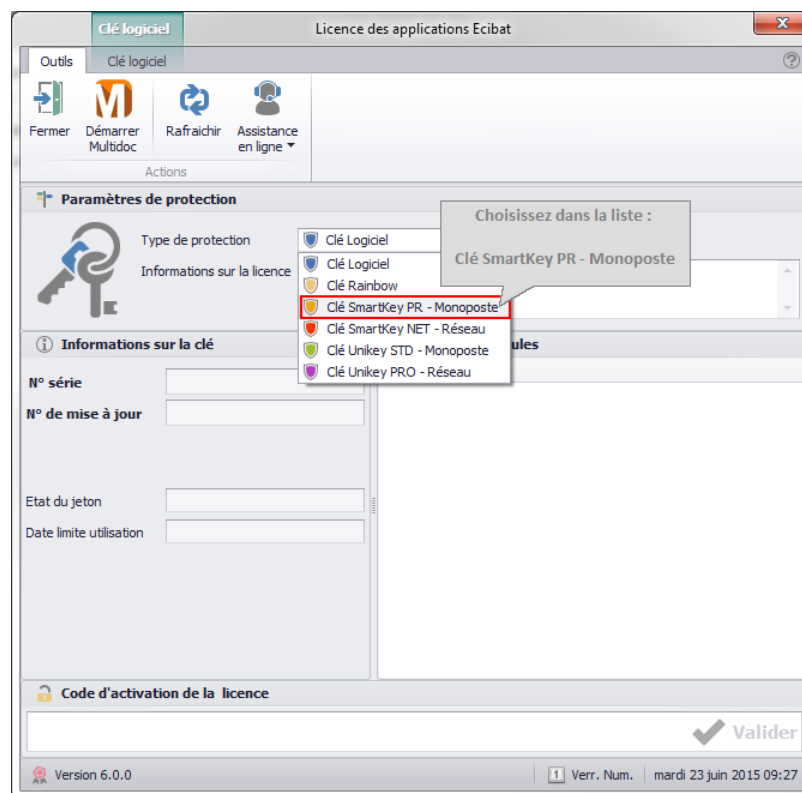 Clé logiciel
Licence des applications Ecibat
Outils
Clé logiciel
Fermer
Démarrer
Multidoc
Rafraichir
Assistance
en ligne
Actions
Paramètres de protection
Type de protection
Clé Logiciel
Choisissez dans la liste :
Clé SmartKey PR - Monoposte
Informations sur la licence
Clé Logiciel
Clé Rainbow
Clé SmartKey PR - Monoposte
Clé SmartKey NET - Réseau
Clé Unikey STD - Monoposte
Clé Unikey PRO - Réseau
Informations sur la clé
ules
N° série
N° de mise à jour
Etat du jeton
Date limite utilisation
Code d'activation de la licence
Valider
Version 6.0.0
1 Verr. Num.
mardi 23 juin 2015 09:27